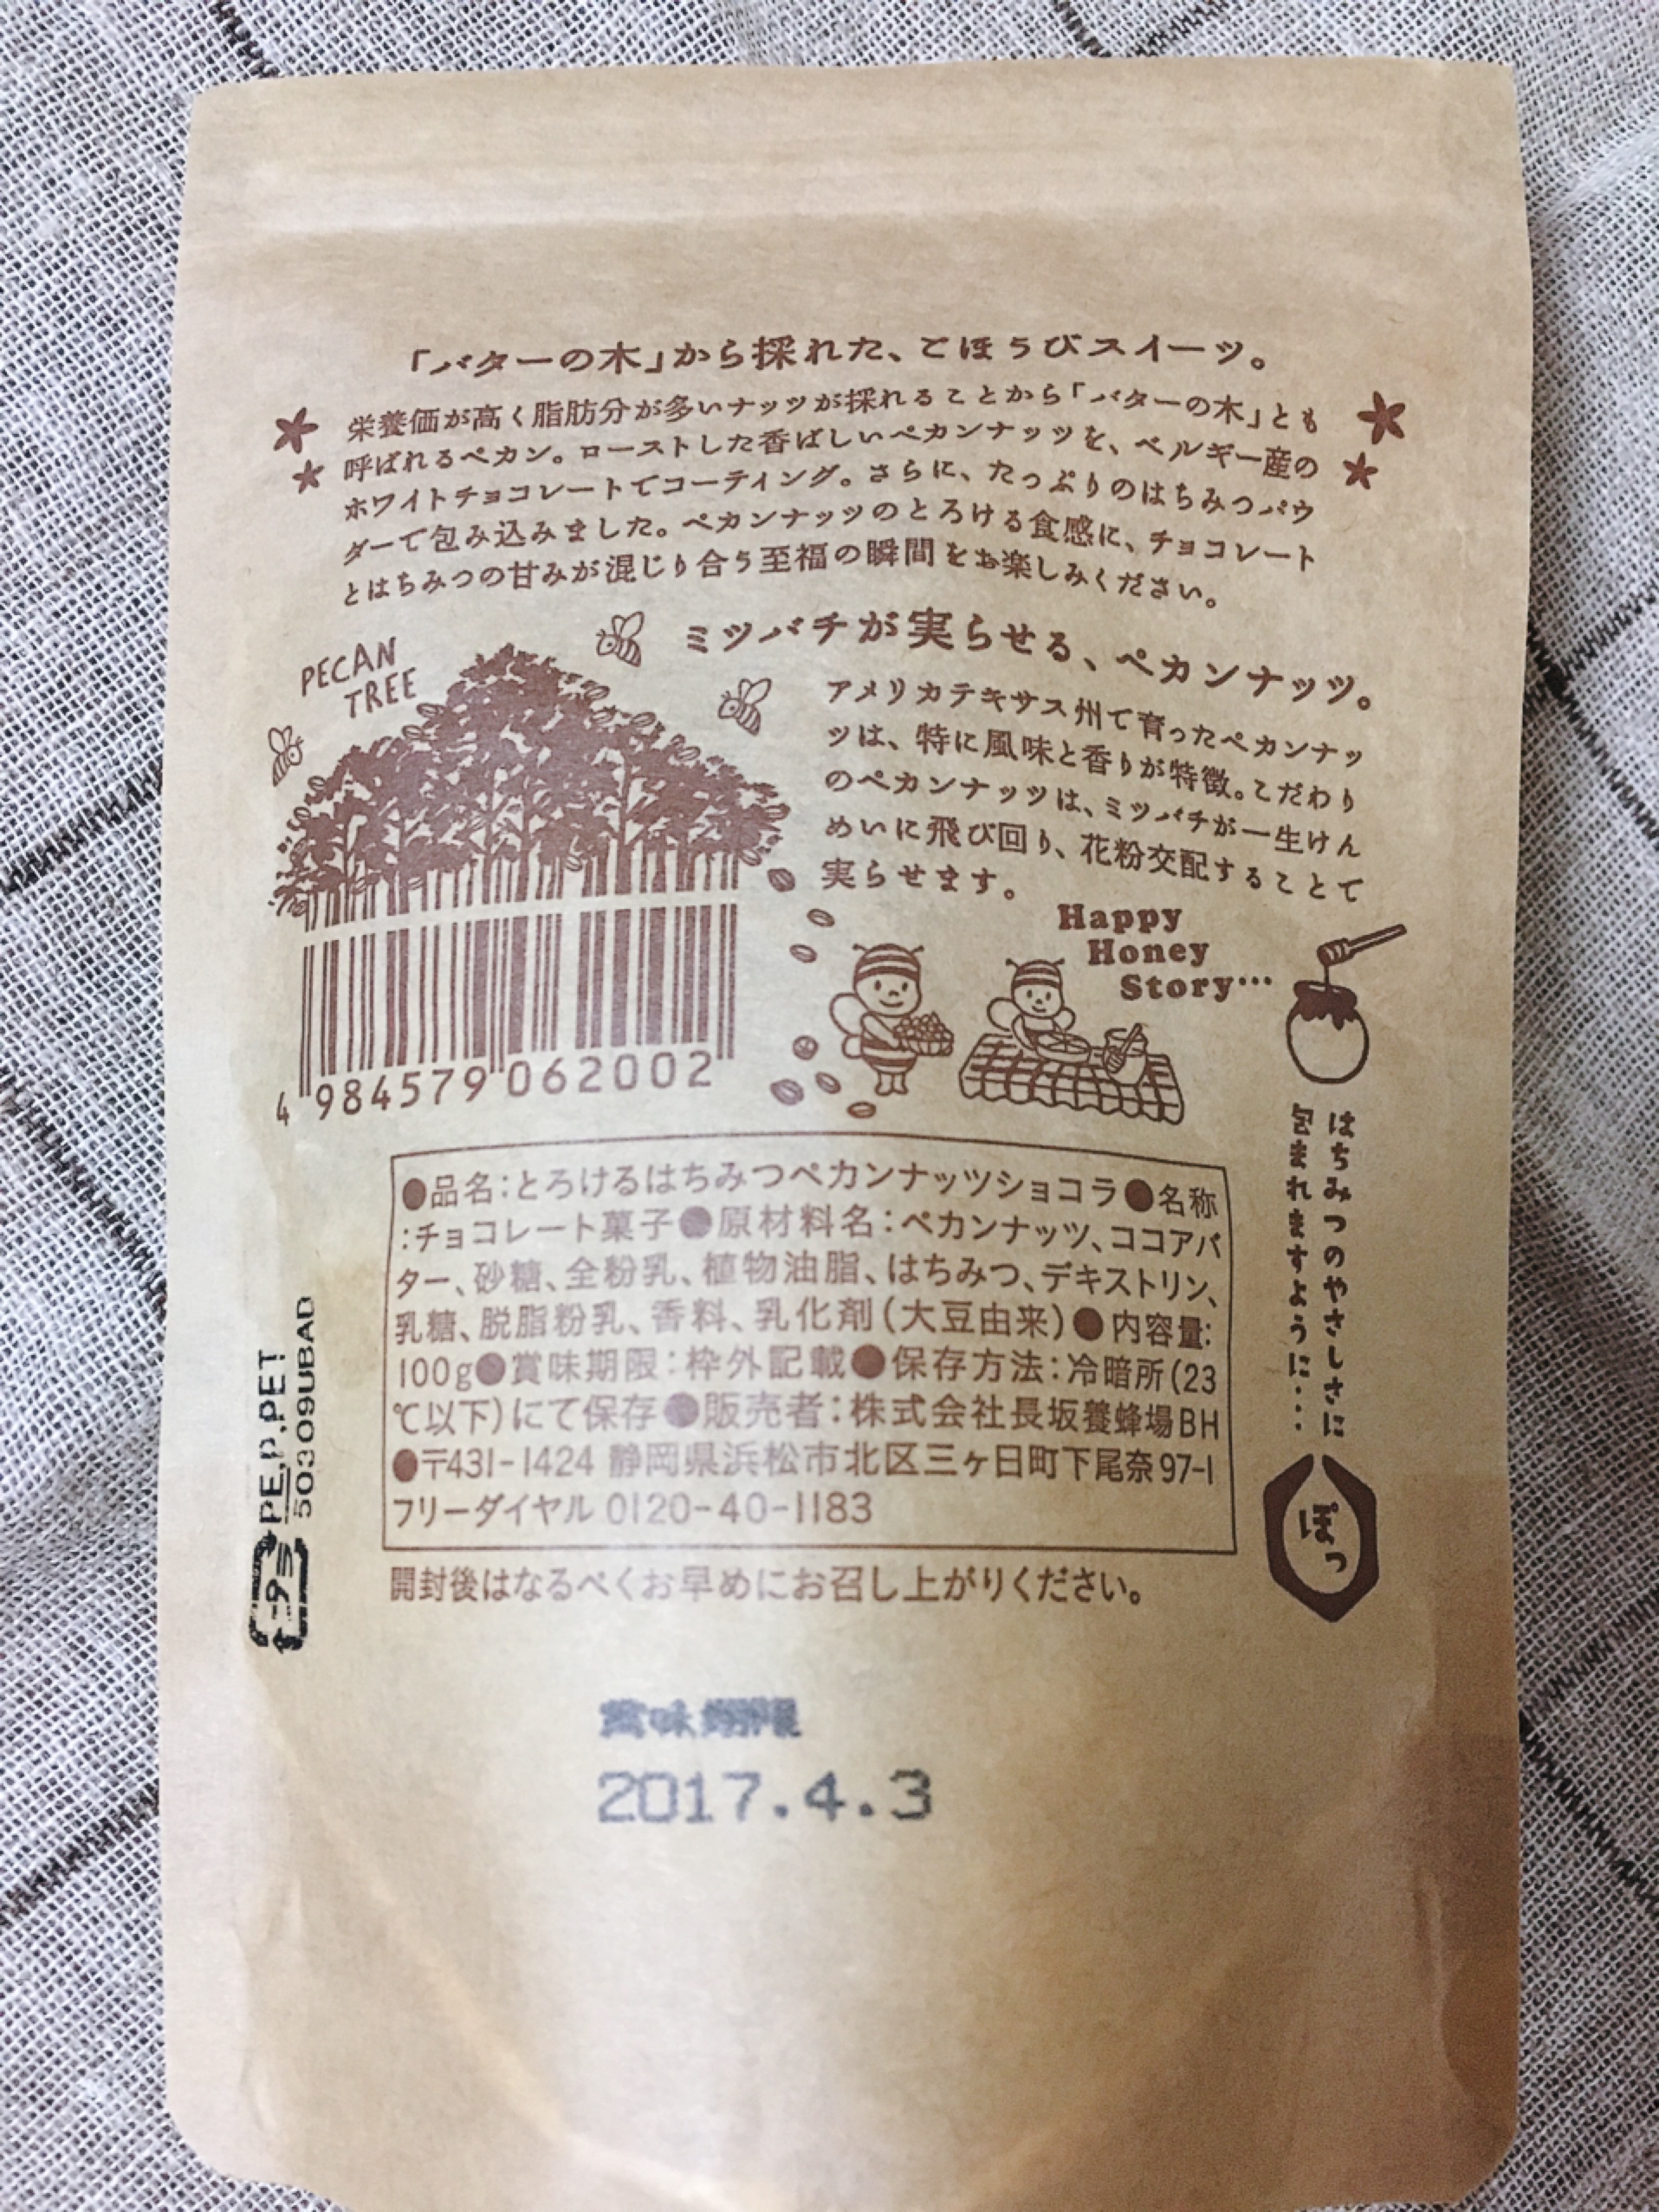 「バターの木」から採れた、ごほうびスイーツ。
栄養価が高く脂肪分が多いナッツが採れることから「バターの木」とも
呼ばれるペカン。ローストした香ばしいペカンナッツを、ベルギー産の
ホワイトチョコレートでコーティング。さらに、たっぷりのはちみつパウ
ダーで包み込みました。ペカンナッツのとろける食感に、チョコレート
とはちみつの甘みが混じり合う至福の瞬間をお楽しみください。
ミツバチが実らせる、ペカンナッツ。
アメリカテキサス州で育ったペカンナッ
ツは、特に風味と香りが特徴。こだわり
のペカンナッツは、ミツバチが一生けん
めいに飛び回り、花粉交配することで
実らせます。
PECAN
TREE
Happy
Honey
Story…
4 984579 062002
はちみつのやさしさに
包まれますように…
ぽっ
●品名:とろけるはちみつペカンナッツショコラ●名称
:チョコレート菓子●原材料名:ペカンナッツ、ココアバ
ター、砂糖、全粉乳、植物油脂、はちみつ、デキストリン、
乳糖、脱脂粉乳、香料、乳化剤(大豆由来)●内容量:
100g●賞味期限:枠外記載●保存方法:冷暗所(23
℃以下)にて保存●販売者:株式会社長坂養蜂場BH
●〒431-1424 静岡県浜松市北区三ヶ日町下尾奈97-1
フリーダイヤル 0120-40-1183
開封後はなるべくお早めにお召し上がりください。
プラ PE,P,PET
50309UBAD
賞味期限
2017.4.3